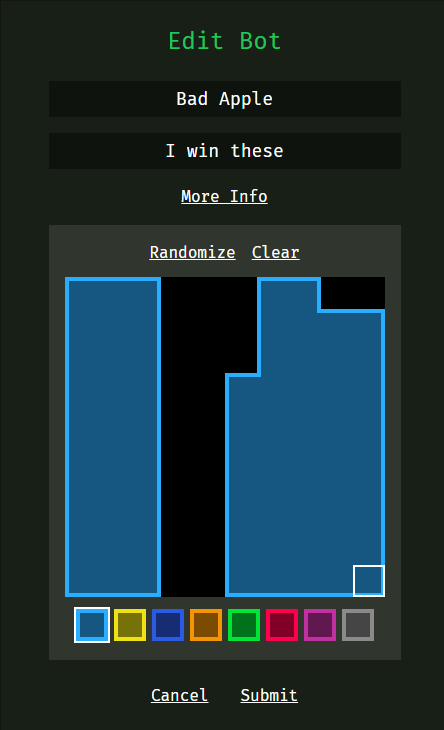 Edit Bot
Bad Apple
I win these
More Info
Randomize Clear
Cancel Submit